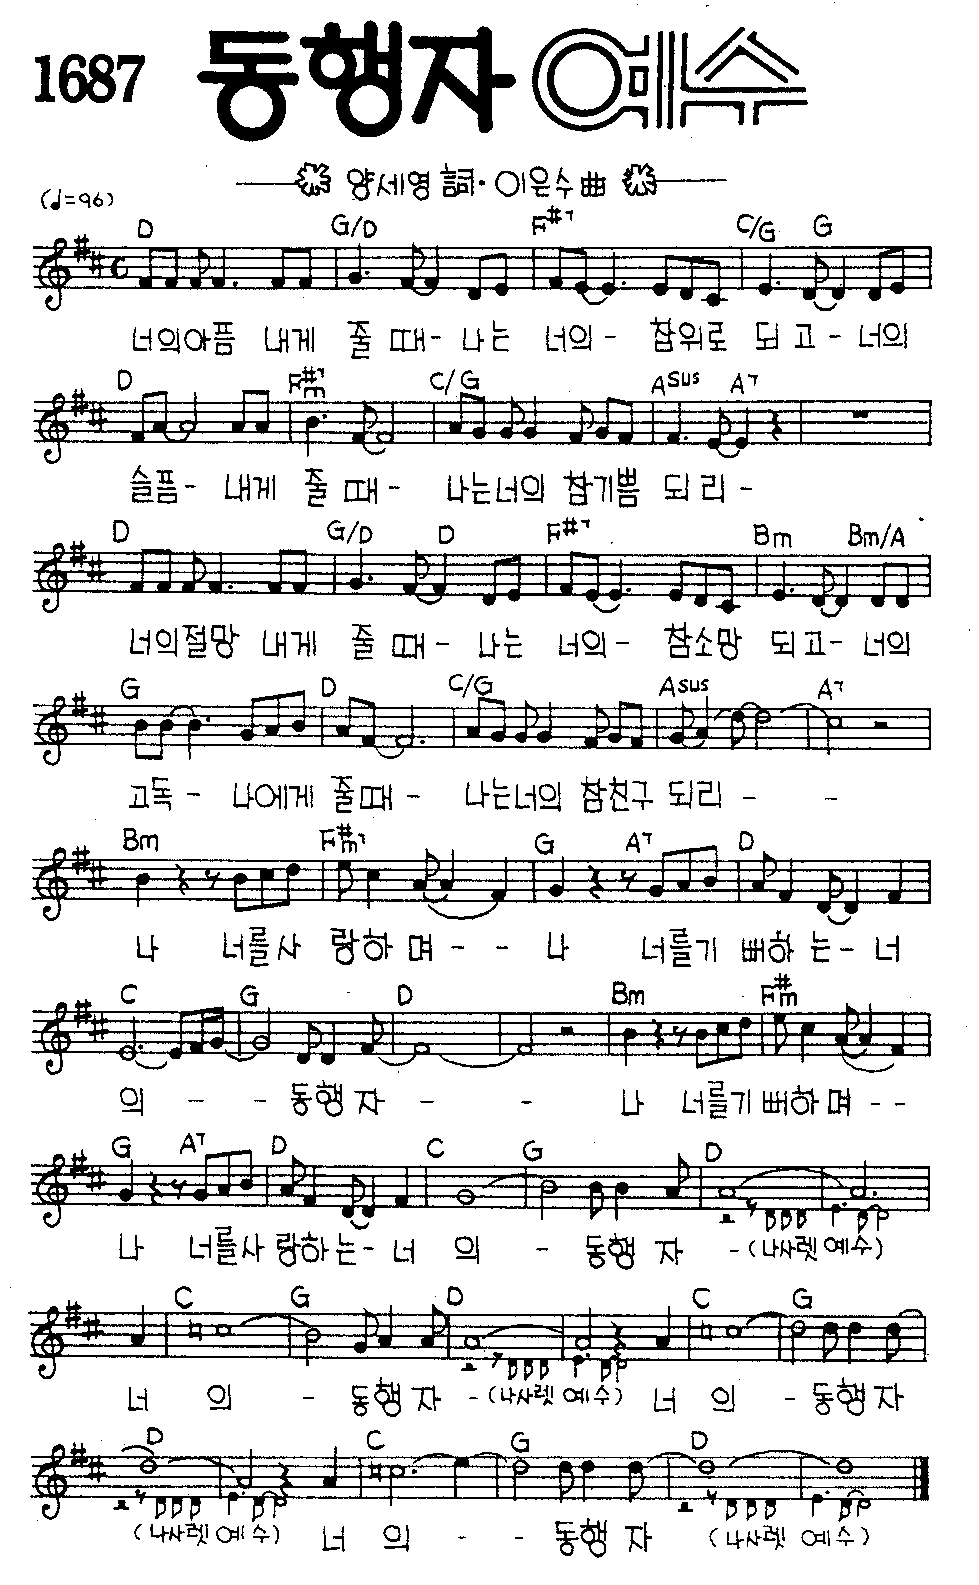 1687 동행자 예수
양세영 詞·이은수 曲
(♩=96)
D G/D F#7 C/G G
너의아픔 내게 줄 때- 나는 너의- 참위로 되고-너의
D F#m7 C/G Asus A7
슬픔- 내게 줄 때- 나는너의 참기쁨 되리-
D G/D D F#7 Bm Bm/A
너의절망 내게 줄 때- 나는 너의- 참소망 되고-너의
G D C/G Asus A7
고독- 나에게 줄때- 나는너의 참친구 되리- -
Bm F#m7 G A7 D
나 너를사 랑하며-- 나 너를기 뻐하는-너
C G D Bm F#m
의 - - 동행자- - 나 너를기 뻐하며--
G A7 D C G D
나 너를사 랑하는-너 의 - 동행 자 -(나사렛 예수)
C G D C G
너 의 - 동행자 -(나사렛 예수) 너 의 - 동행자
D C G D
(나사렛 예수) 너 의 - - 동행 자 (나사렛 예수)